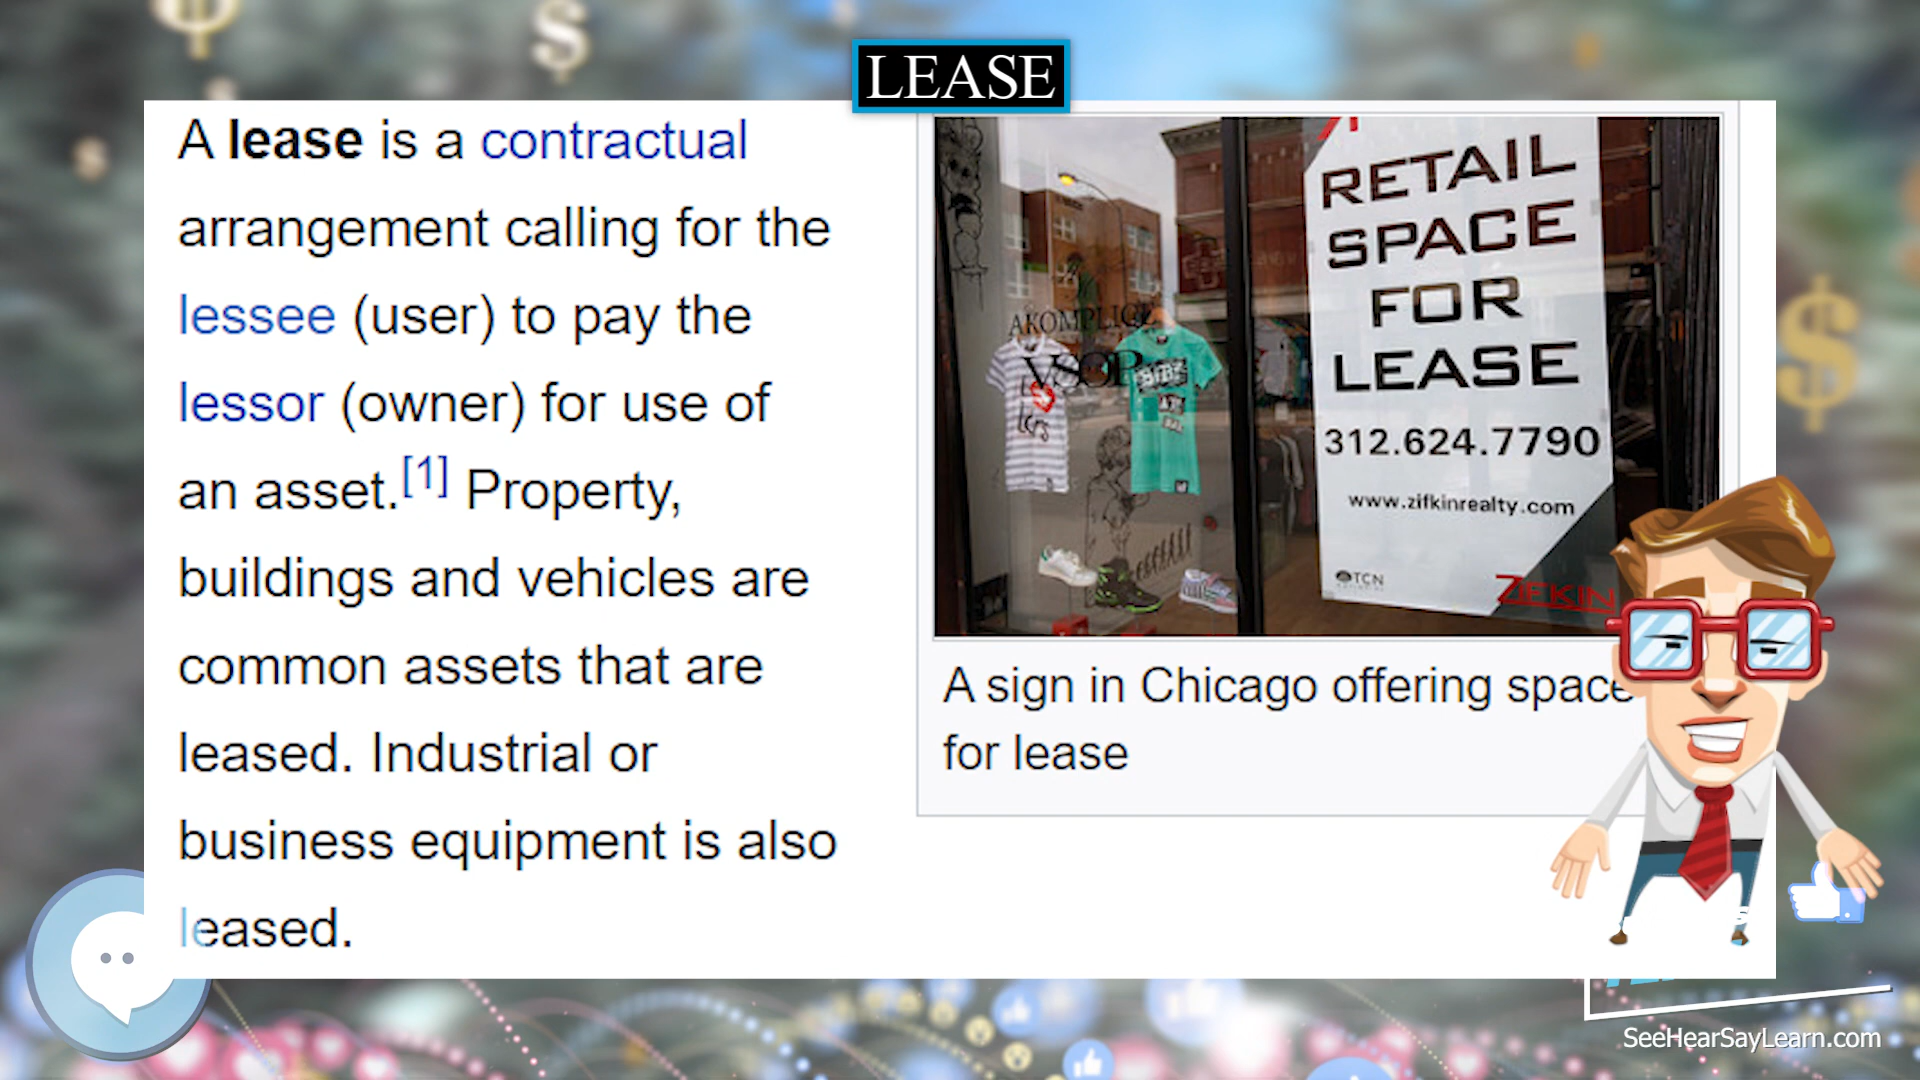 LEASE
A lease is a contractual
arrangement calling for the
lessee (user) to pay the
lessor (owner) for use of
an asset.[1] Property,
buildings and vehicles are
common assets that are
leased. Industrial or
business equipment is also
leased.
AKOMPLICE
VSOP
RETAIL
SPACE
FOR
LEASE
312.624.7790
www.zifkinrealty.com
TCN
ZIFKIN
A sign in Chicago offering space
for lease
SeeHearSayLearn.com